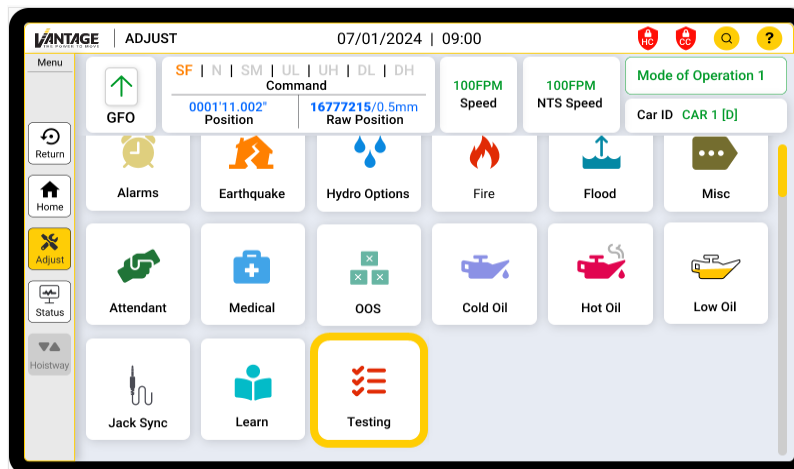 VANTAGE
THE POWER TO MOVE
ADJUST
07/01/2024 | 09:00
HC
CC
?
Menu
GFO
SF | N | SM | UL | UH | DL | DH
Command
0001'11.002"
Position
16777215/0.5mm
Raw Position
100FPM
Speed
100FPM
NTS Speed
Mode of Operation 1
Car ID CAR 1 [D]
Return
Home
Adjust
Status
Hoistway
Alarms
Earthquake
Hydro Options
Fire
Flood
Misc
Attendant
Medical
OOS
Cold Oil
Hot Oil
Low Oil
Jack Sync
Learn
Testing